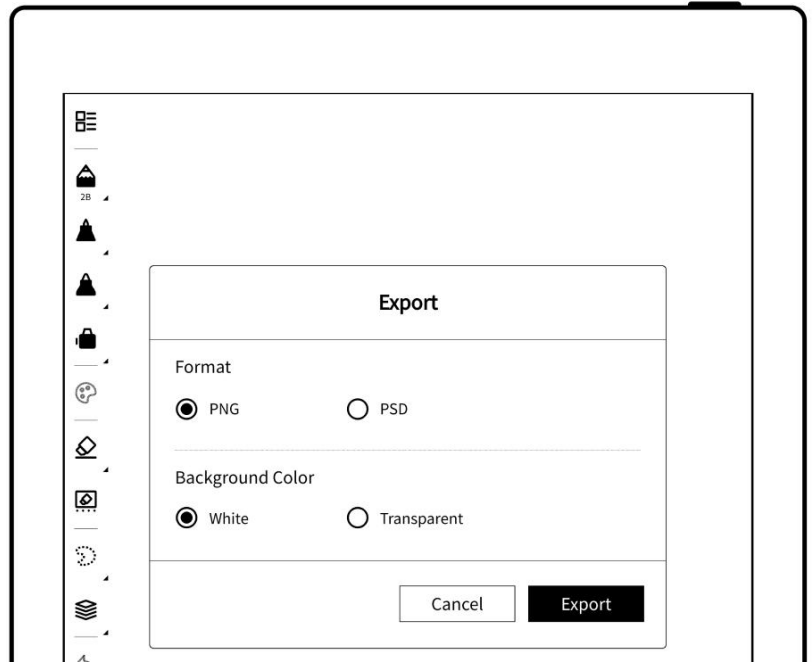 2B
Export
Format
PNG PSD
Background Color
White Transparent
Cancel Export